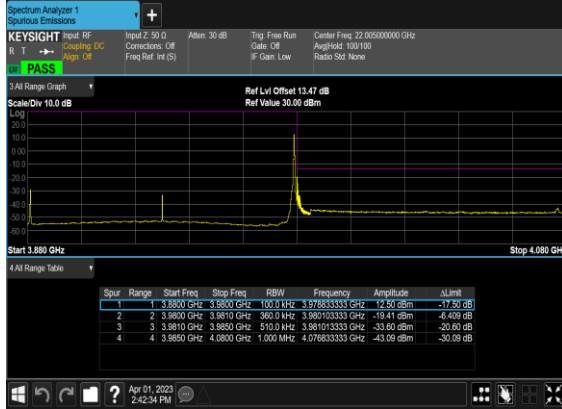 Spectrum Analyzer 1
Spurious Emissions
+
KEYSIGHT Input: RF Input Z: 50 Ω Atten: 30 dB Trig: Free Run Center Freq: 22.005000000 GHz
R T Coupling: DC Corrections: Off Gate: Off Avg|Hold: 100/100
Align: Off Freq Ref: Int (S) IF Gain: Low Radio Std: None
PASS
3 All Range Graph Ref Lvl Offset 13.47 dB
Scale/Div 10.0 dB Ref Value 30.00 dBm
Log
20.0
10.0
0.00
-10.0
-20.0
-30.0
-40.0
-50.0
-60.0
Start 3.880 GHz Stop 4.080 GH
4 All Range Table
Spur Range Start Freq Stop Freq RBW Frequency Amplitude ΔLimit
1 1 3.8800 GHz 3.9800 GHz 100.0 kHz 3.978833333 GHz 12.50 dBm -17.50 dB
2 2 3.9800 GHz 3.9810 GHz 360.0 kHz 3.980103333 GHz -19.41 dBm -6.409 dB
3 3 3.9810 GHz 3.9850 GHz 510.0 kHz 3.981013333 GHz -33.60 dBm -20.60 dB
4 4 3.9850 GHz 4.0800 GHz 1.000 MHz 4.076833333 GHz -43.09 dBm -30.09 dB
? Apr 01, 2023
2:42:34 PM